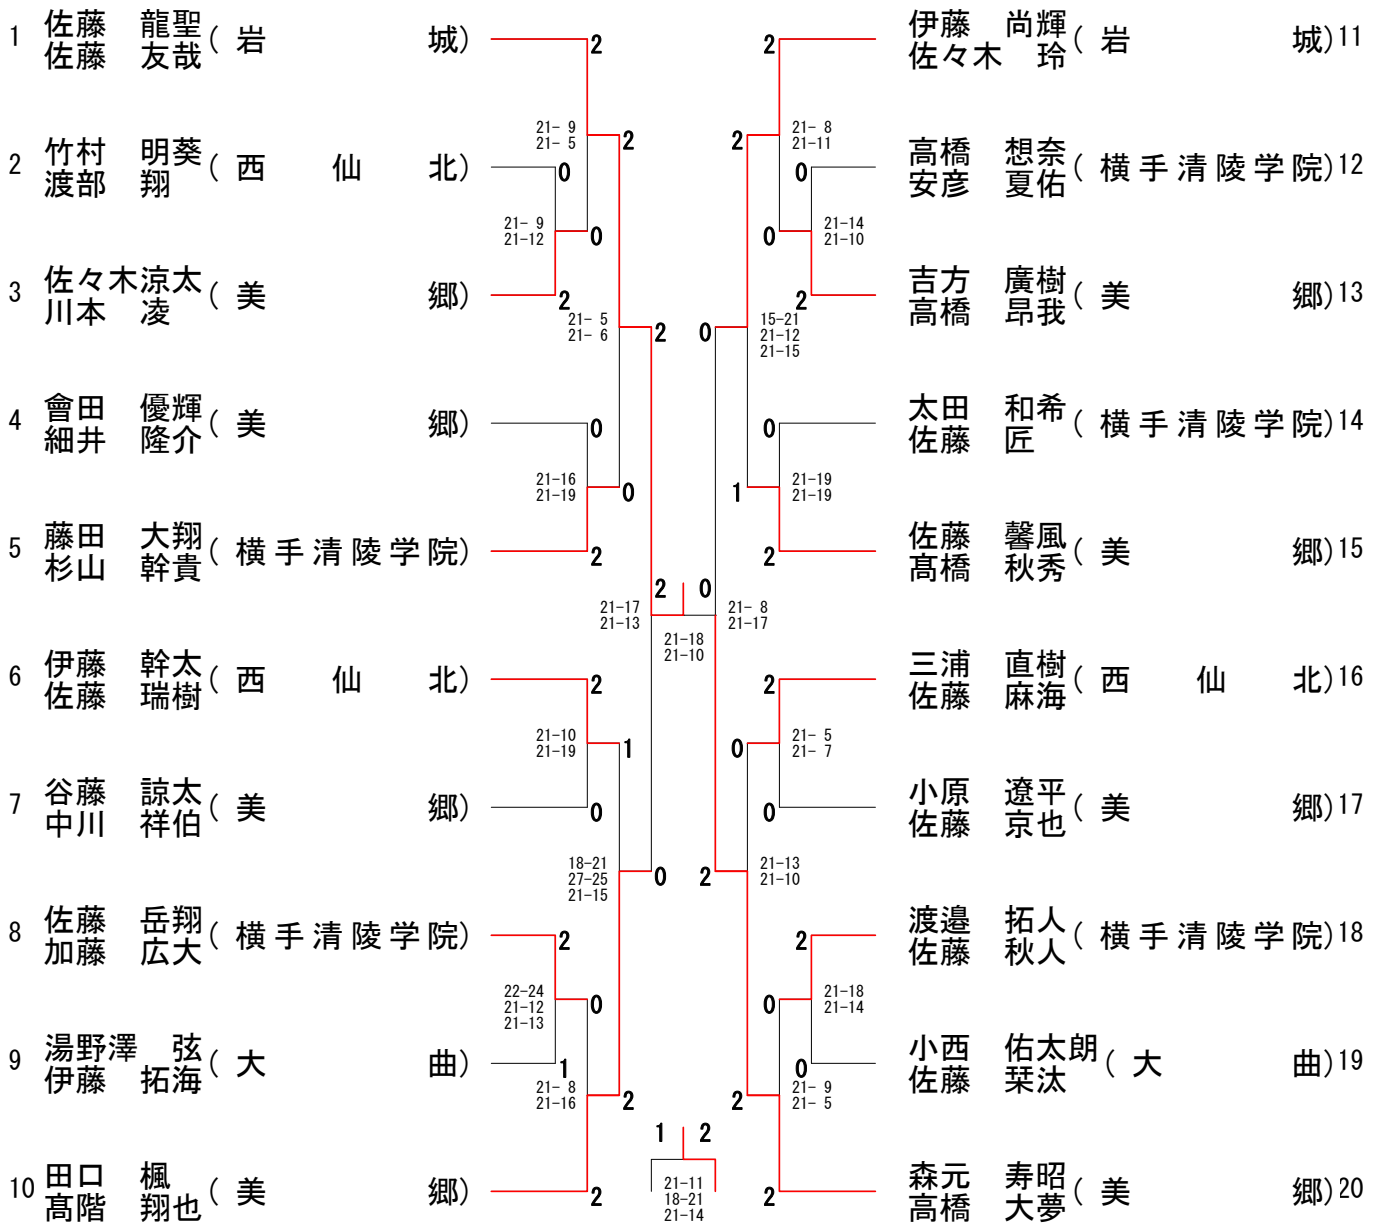 1 佐藤 龍聖 ( 岩 城)
佐藤 友哉
2 竹村 明葵 ( 西 仙 北)
渡部 翔
3 佐々木涼太 ( 美 郷)
川本 凌
4 會田 優輝 ( 美 郷)
細井 隆介
5 藤田 大翔 ( 横手清陵学院)
杉山 幹貴
6 伊藤 幹太 ( 西 仙 北)
佐藤 瑞樹
7 谷藤 諒太 ( 美 郷)
中川 祥伯
8 佐藤 岳翔 ( 横手清陵学院)
加藤 広大
9 湯野澤 弦 ( 大 曲)
伊藤 拓海
10 田口 楓 ( 美 郷)
髙階 翔也
2
21- 9
21- 5
2
0
21- 9
21-12
0
2
21- 5
21- 6
2
0
21-16
21-19
0
2
21-17
21-13
2
2
21-10
21-19
1
0
18-21
27-25
21-15
0
2
22-24
21-12
21-13
0
1
21- 8
21-16
2
2
21-18
21-10
1 2
21-11
18-21
21-14
2
21- 8
21-11
2
0
21-14
21-10
0
2
15-21
21-12
21-15
0
0
21-19
21-19
1
2
0
21- 8
21-17
2
21- 5
21- 7
0
0
21-13
21-10
2
2
21-18
21-14
0
0
21- 9
21- 5
2
2
伊藤 尚輝 ( 岩 城) 11
佐々木 玲
高橋 想奈 ( 横手清陵学院) 12
安彦 夏佑
吉方 廣樹 ( 美 郷) 13
高橋 昂我
太田 和希 ( 横手清陵学院) 14
佐藤 匠
佐藤 馨風 ( 美 郷) 15
髙橋 秋秀
三浦 直樹 ( 西 仙 北) 16
佐藤 麻海
小原 遼平 ( 美 郷) 17
佐藤 京也
渡邉 拓人 ( 横手清陵学院) 18
佐藤 秋人
小西 佑太朗 ( 大 曲) 19
佐藤 栞汰
森元 寿昭 ( 美 郷) 20
高橋 大夢